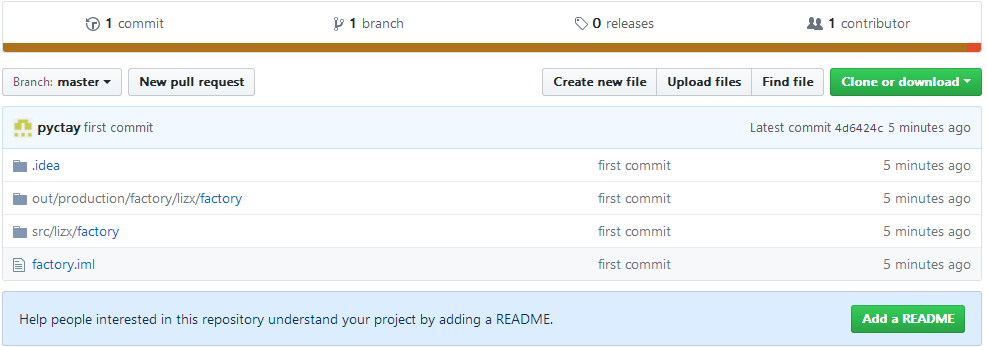 1 commit 1 branch 0 releases 1 contributor
Branch: master New pull request Create new file Upload files Find file Clone or download
pyctay first commit Latest commit 4d6424c 5 minutes ago
.idea first commit 5 minutes ago
out/production/factory/lizx/factory first commit 5 minutes ago
src/lizx/factory first commit 5 minutes ago
factory.iml first commit 5 minutes ago
Help people interested in this repository understand your project by adding a README. Add a README